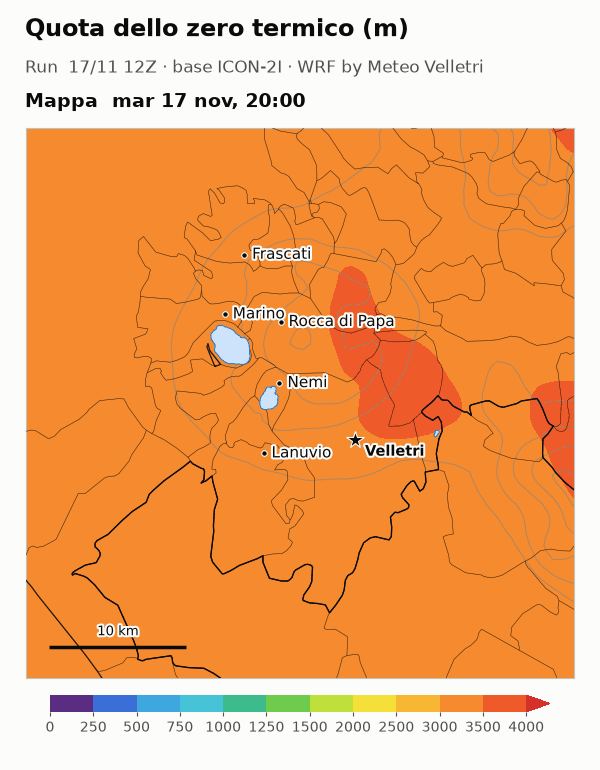 Quota dello zero termico (m)
Run  17/11 12Z · base ICON-2I · WRF by Meteo Velletri
Mappa  mar 17 nov, 20:00
Frascati
Marino
Rocca di Papa
Nemi
Velletri
Lanuvio
10 km
0 250 500 750 1000 1250 1500 2000 2500 3000 3500 4000